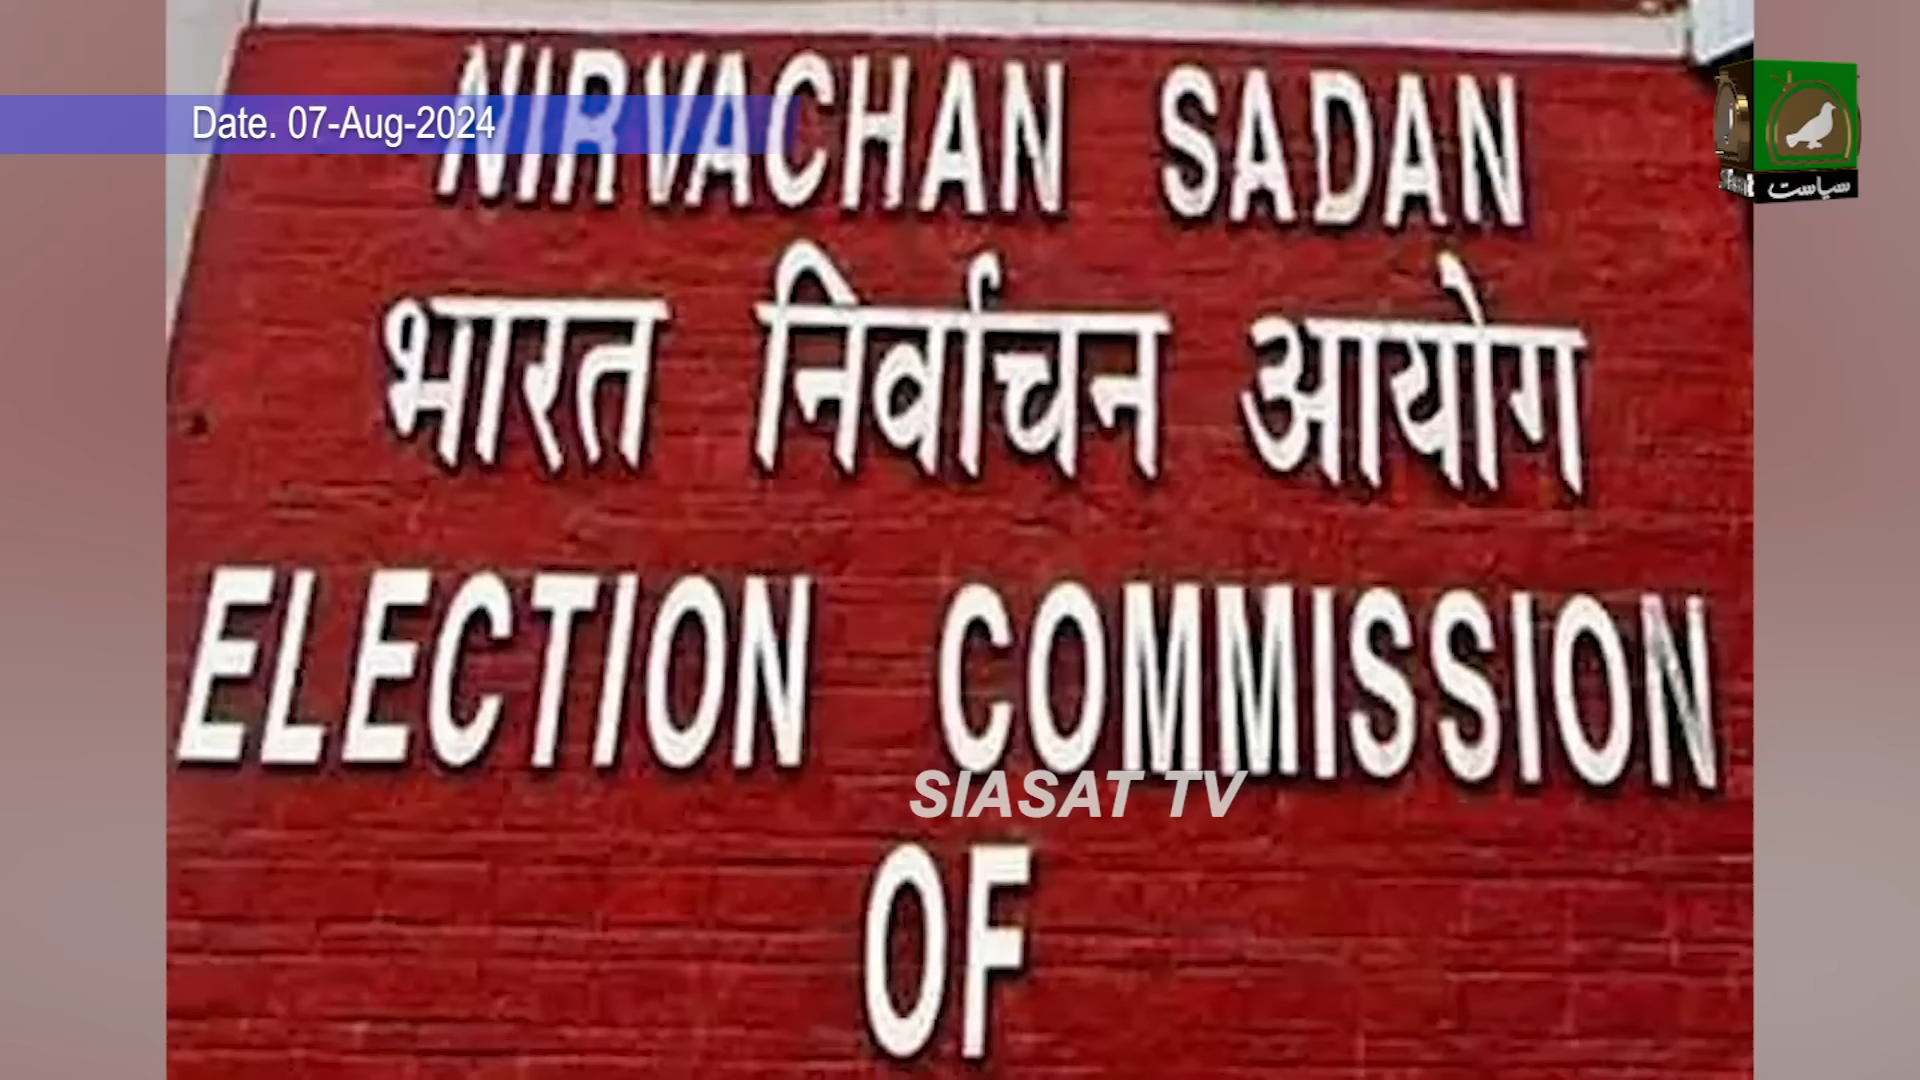 Date. 07-Aug-2024
NIRVACHAN SADAN
سیاست
भारत निर्वाचन आयोग
ELECTION COMMISSION
SIASAT TV
OF